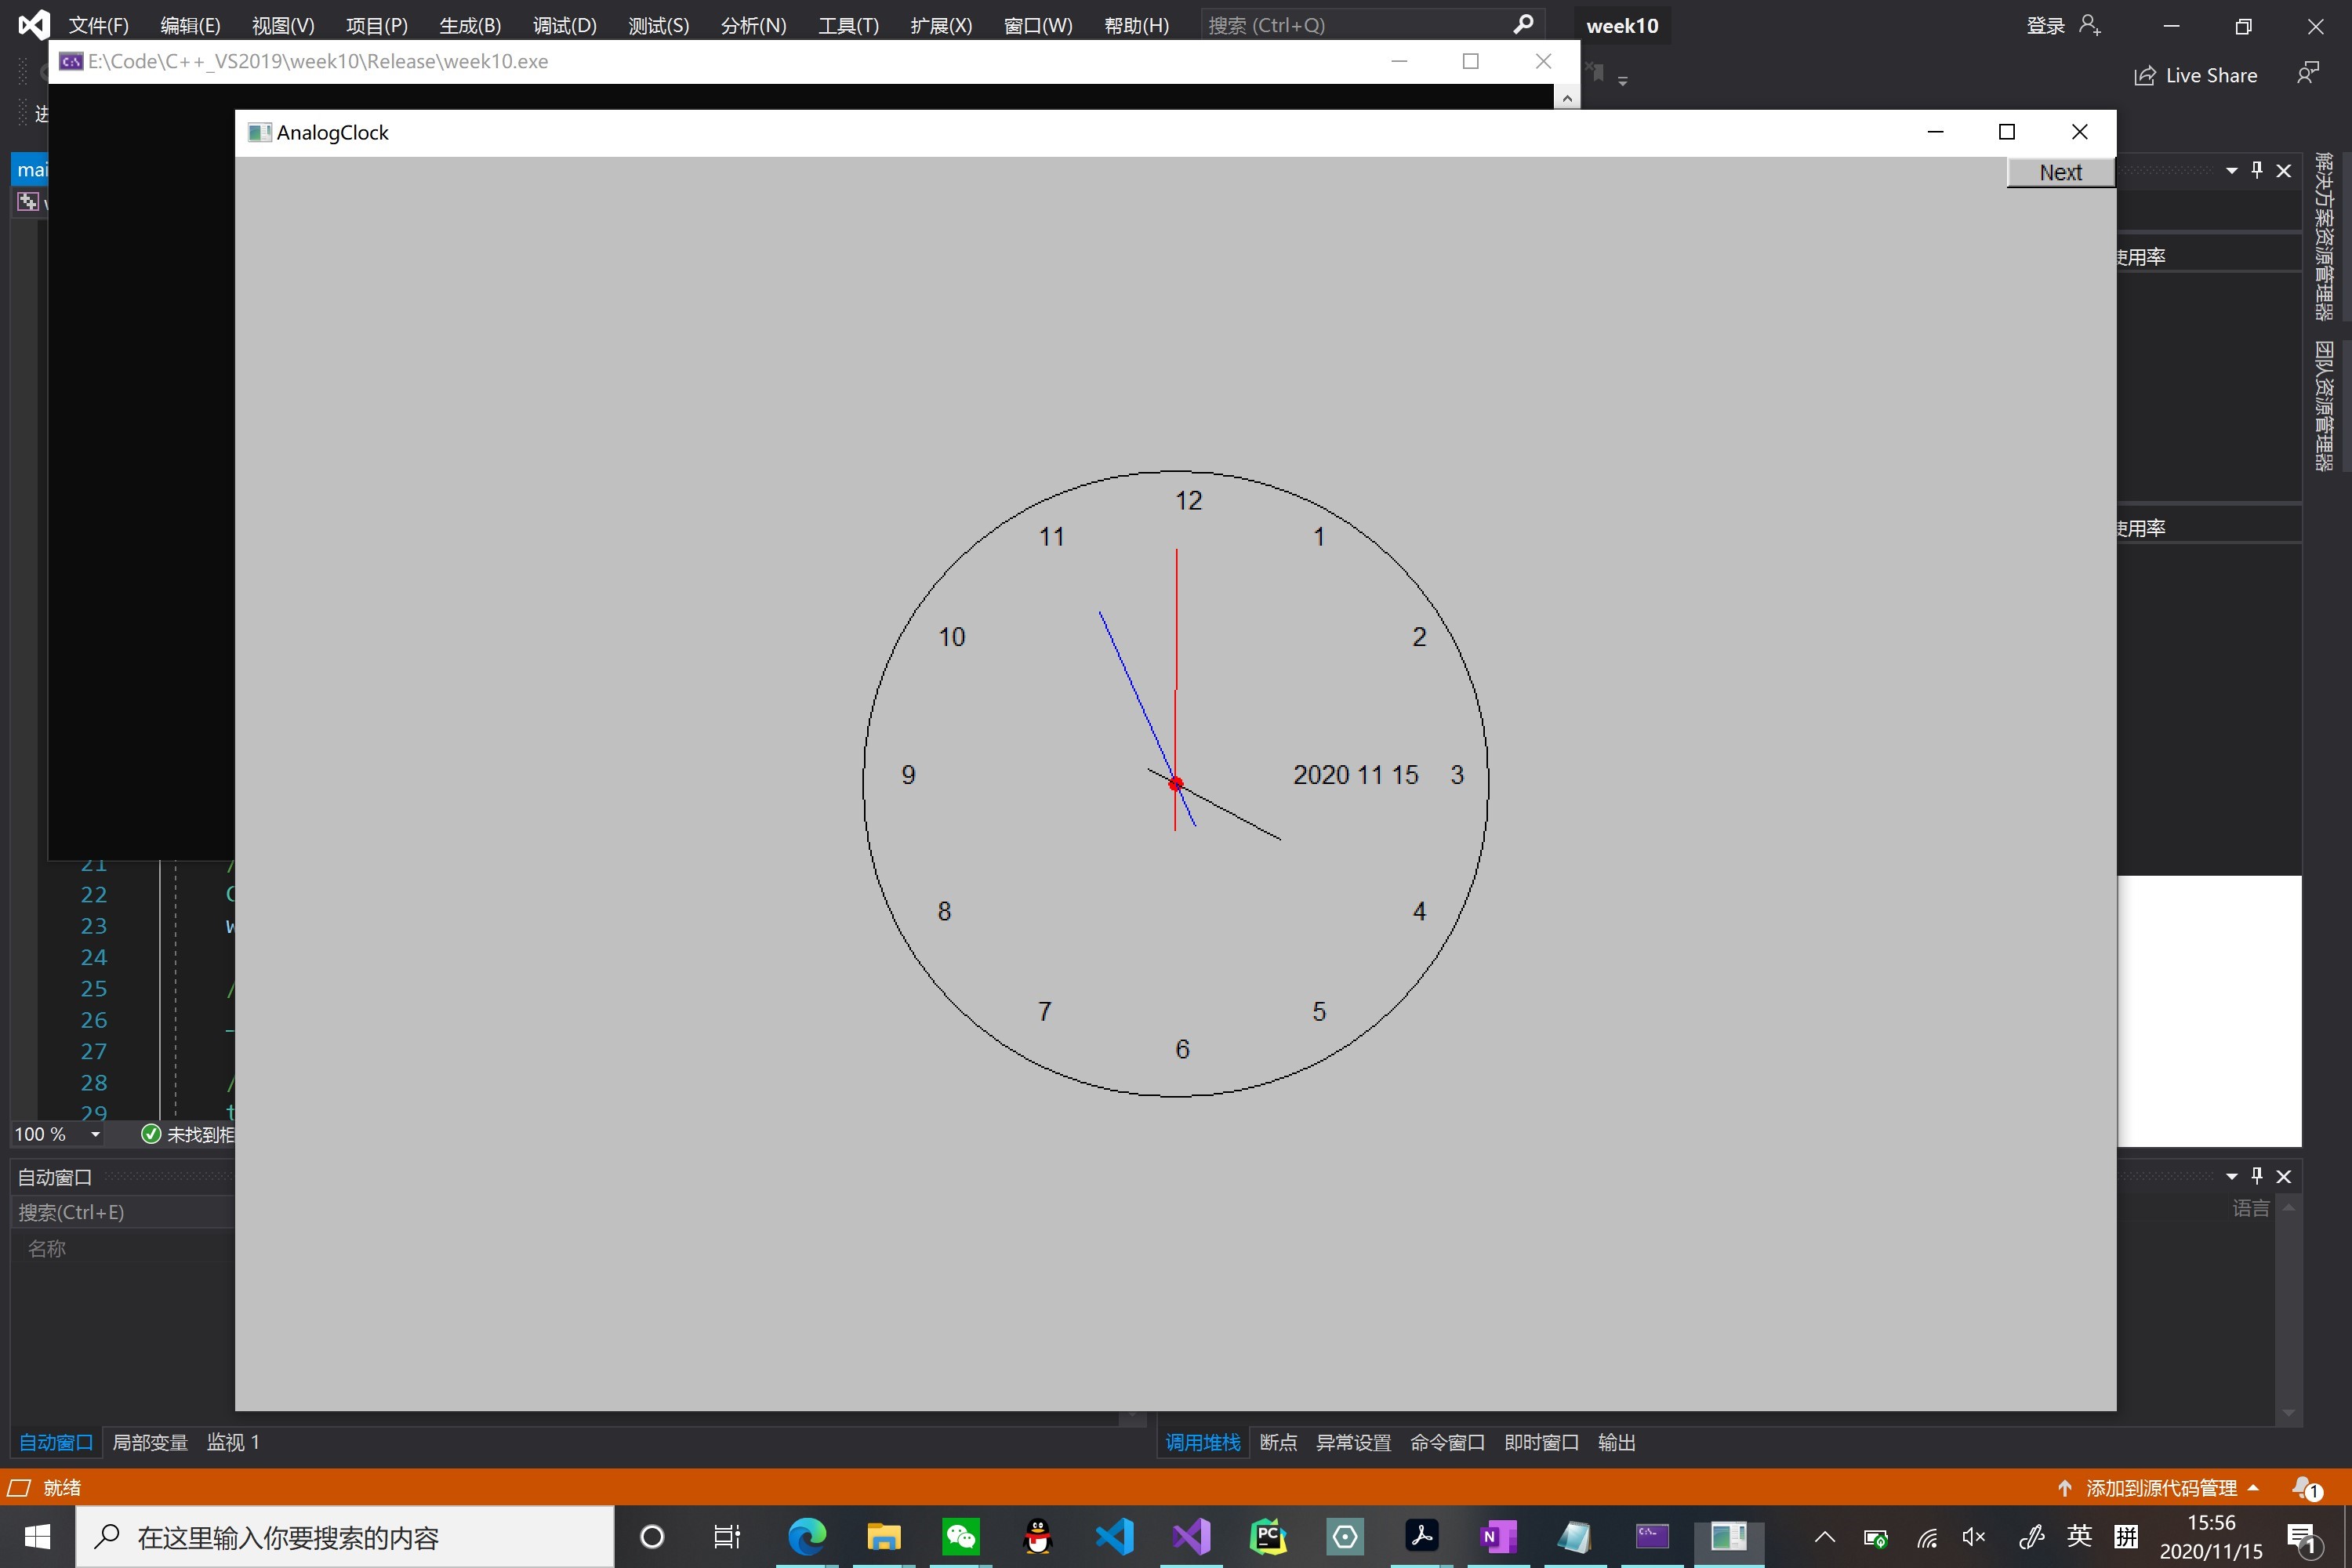 文件(F) 编辑(E) 视图(V) 项目(P) 生成(B) 调试(D) 测试(S) 分析(N) 工具(T) 扩展(X) 窗口(W) 帮助(H) 搜索 (Ctrl+Q) week10 登录
E:\Code\C++_VS2019\week10\Release\week10.exe
Live Share
AnalogClock
Next
解决方案资源管理器
团队资源管理器
使用率
使用率
12
11
1
10
2
9
2020 11 15
3
8
4
7
5
6
21
22
23
24
25
26
27
28
29
100 %
自动窗口
搜索(Ctrl+E)
语言
名称
自动窗口 局部变量 监视 1
调用堆栈 断点 异常设置 命令窗口 即时窗口 输出
就绪
添加到源代码管理
1
在这里输入你要搜索的内容
PC
N
英
拼
15:56
2020/11/15
1